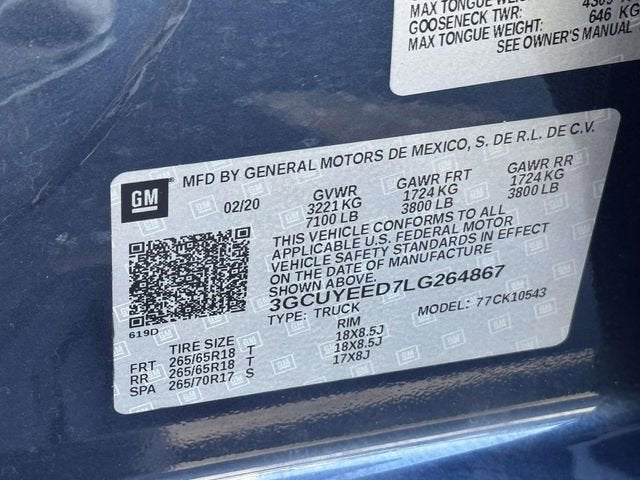 MAX TONGUE
GOOSENECK TWR: 646 KG
MAX TONGUE WEIGHT:
SEE OWNER'S MANUAL
MFD BY GENERAL MOTORS DE MEXICO, S. DE R.L. DE C.V.
GM
02/20
GVWR GAWR FRT GAWR RR
3221 KG 1724 KG 1724 KG
7100 LB 3800 LB 3800 LB
THIS VEHICLE CONFORMS TO ALL
APPLICABLE U.S. FEDERAL MOTOR
VEHICLE SAFETY STANDARDS IN EFFECT
ON THE DATE OF MANUFACTURE
SHOWN ABOVE.
3GCUYEED7LG264867
TYPE: TRUCK MODEL: 77CK10543
619D
TIRE SIZE RIM
FRT 265/65R18 T 18X8.5J
RR 265/65R18 T 18X8.5J
SPA 265/70R17 S 17X8J